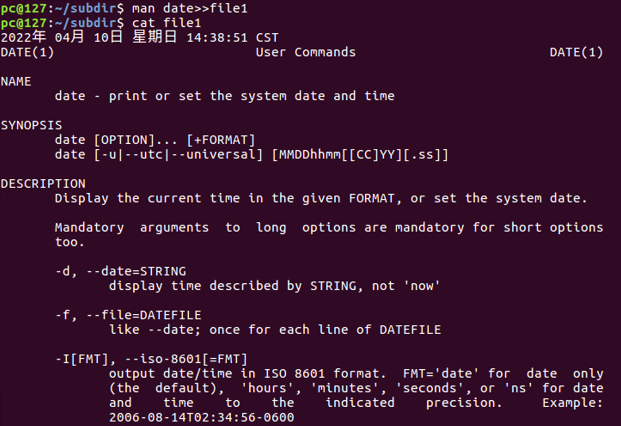 pc@127:~/subdir$ man date>>file1
pc@127:~/subdir$ cat file1
2022年 04月 10日 星期日 14:38:51 CST
DATE(1)                          User Commands                         DATE(1)
NAME
       date - print or set the system date and time
SYNOPSIS
       date [OPTION]... [+FORMAT]
       date [-u|--utc|--universal] [MMDDhhmm[[CC]YY][.ss]]
DESCRIPTION
       Display the current time in the given FORMAT, or set the system date.
       Mandatory  arguments  to  long  options are mandatory for short options
       too.
       -d, --date=STRING
              display time described by STRING, not 'now'
       -f, --file=DATEFILE
              like --date; once for each line of DATEFILE
       -I[FMT], --iso-8601[=FMT]
              output date/time in ISO 8601 format.  FMT='date' for  date  only
              (the  default),  'hours', 'minutes', 'seconds', or 'ns' for date
              and    time    to    the    indicated    precision.     Example:
              2006-08-14T02:34:56-0600